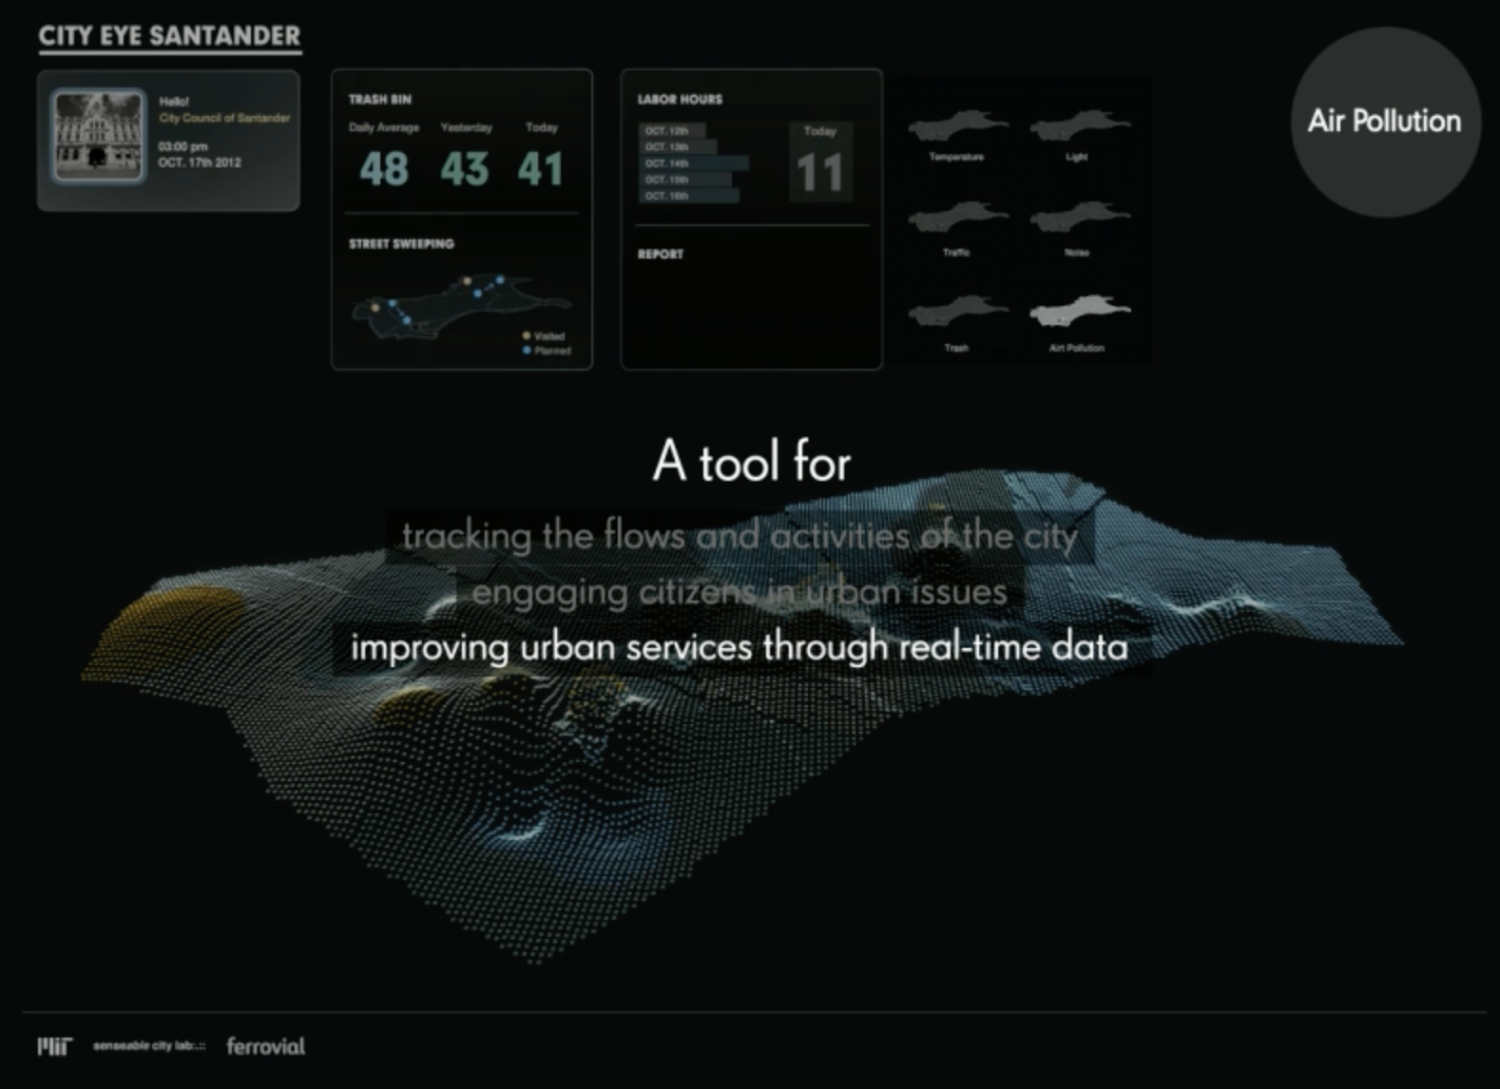 CITY EYE SANTANDER
Hello!
City Council of Santander
03:00 pm
OCT. 17th 2012
TRASH BIN
Daily Average Yesterday Today
48 43 41
STREET SWEEPING
Visited
Planned
LABOR HOURS
OCT. 12th
OCT. 13th
OCT. 14th
OCT. 15th
OCT. 16th
Today
11
REPORT
Temperature Light
Traffic Noise
Trash Airt Pollution
Air Pollution
A tool for
tracking the flows and activities of the city
engaging citizens in urban issues
improving urban services through real-time data
MIT senseable city lab:.:: ferrovial